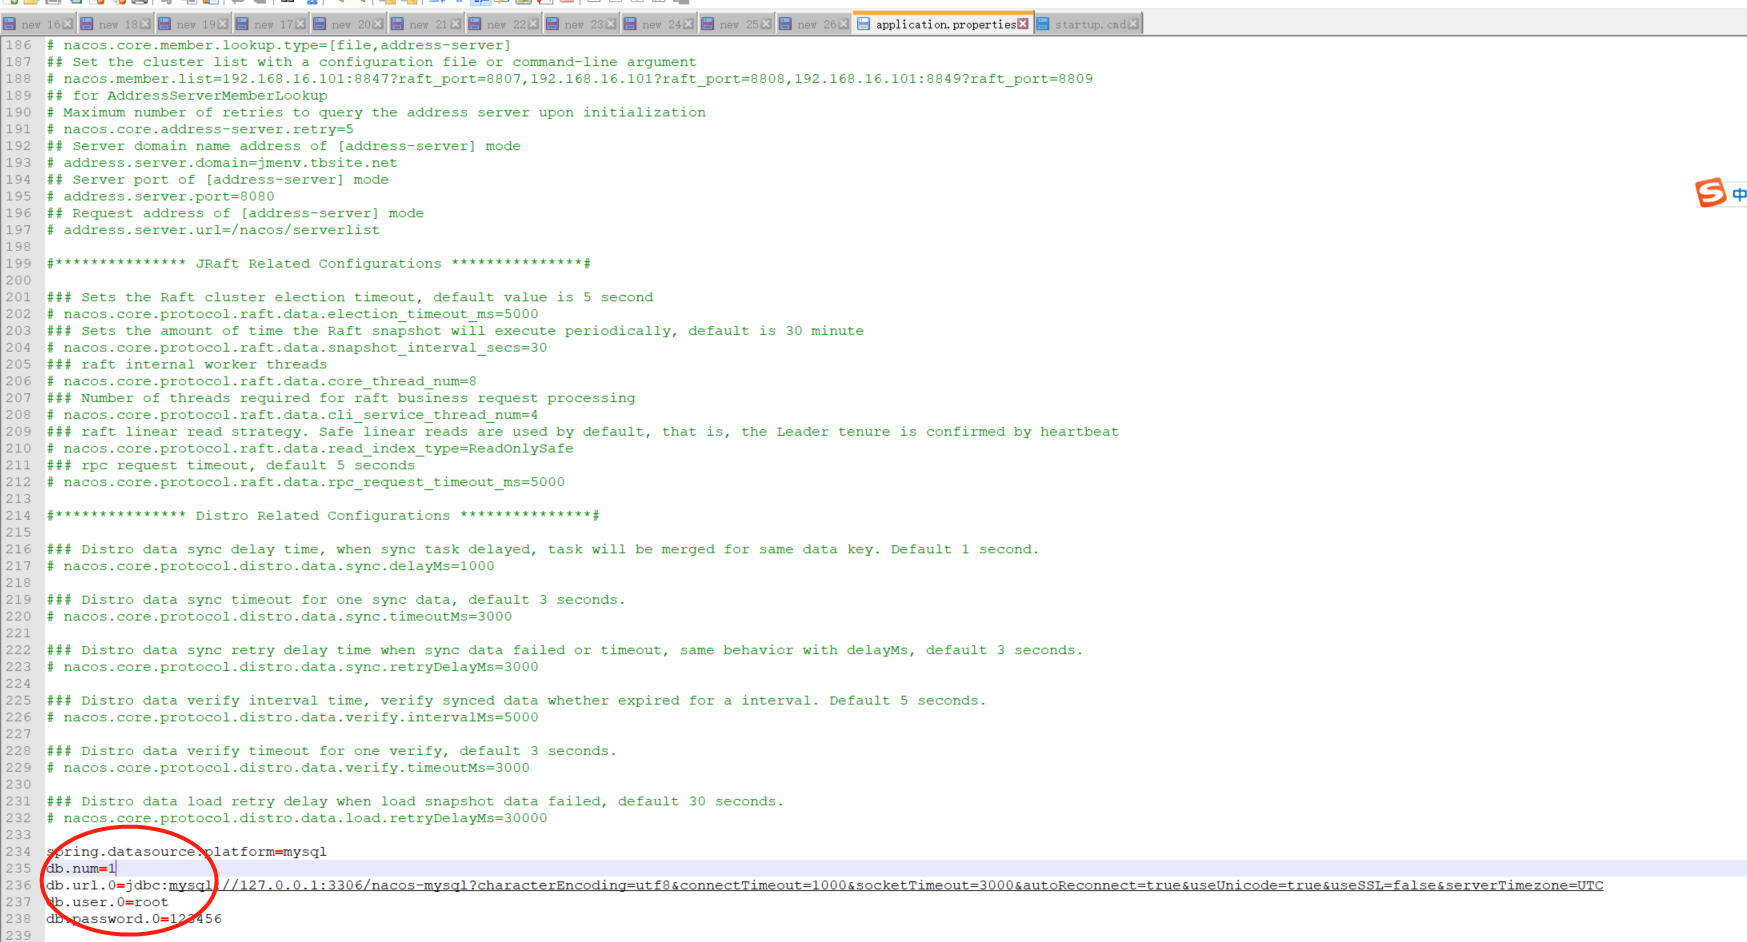 new 16 new 18 new 19 new 17 new 20 new 21 new 22 new 23 new 24 new 25 new 26 application.properties startup.cmd
186 # nacos.core.member.lookup.type=[file,address-server]
187 ## Set the cluster list with a configuration file or command-line argument
188 # nacos.member.list=192.168.16.101:8847?raft_port=8807,192.168.16.101?raft_port=8808,192.168.16.101:8849?raft_port=8809
189 ## for AddressServerMemberLookup
190 # Maximum number of retries to query the address server upon initialization
191 # nacos.core.address-server.retry=5
192 ## Server domain name address of [address-server] mode
193 # address.server.domain=jmenv.tbsite.net
194 ## Server port of [address-server] mode
195 # address.server.port=8080
196 ## Request address of [address-server] mode
197 # address.server.url=/nacos/serverlist
198
199 #*************** JRaft Related Configurations ***************#
200
201 ### Sets the Raft cluster election timeout, default value is 5 second
202 # nacos.core.protocol.raft.data.election_timeout_ms=5000
203 ### Sets the amount of time the Raft snapshot will execute periodically, default is 30 minute
204 # nacos.core.protocol.raft.data.snapshot_interval_secs=30
205 ### raft internal worker threads
206 # nacos.core.protocol.raft.data.core_thread_num=8
207 ### Number of threads required for raft business request processing
208 # nacos.core.protocol.raft.data.cli_service_thread_num=4
209 ### raft linear read strategy. Safe linear reads are used by default, that is, the Leader tenure is confirmed by heartbeat
210 # nacos.core.protocol.raft.data.read_index_type=ReadOnlySafe
211 ### rpc request timeout, default 5 seconds
212 # nacos.core.protocol.raft.data.rpc_request_timeout_ms=5000
213
214 #*************** Distro Related Configurations ***************#
215
216 ### Distro data sync delay time, when sync task delayed, task will be merged for same data key. Default 1 second.
217 # nacos.core.protocol.distro.data.sync.delayMs=1000
218
219 ### Distro data sync timeout for one sync data, default 3 seconds.
220 # nacos.core.protocol.distro.data.sync.timeoutMs=3000
221
222 ### Distro data sync retry delay time when sync data failed or timeout, same behavior with delayMs, default 3 seconds.
223 # nacos.core.protocol.distro.data.sync.retryDelayMs=3000
224
225 ### Distro data verify interval time, verify synced data whether expired for a interval. Default 5 seconds.
226 # nacos.core.protocol.distro.data.verify.intervalMs=5000
227
228 ### Distro data verify timeout for one verify, default 3 seconds.
229 # nacos.core.protocol.distro.data.verify.timeoutMs=3000
230
231 ### Distro data load retry delay when load snapshot data failed, default 30 seconds.
232 # nacos.core.protocol.distro.data.load.retryDelayMs=30000
233
234 spring.datasource.platform=mysql
235 db.num=1
236 db.url.0=jdbc:mysql://127.0.0.1:3306/nacos-mysql?characterEncoding=utf8&connectTimeout=1000&socketTimeout=3000&autoReconnect=true&useUnicode=true&useSSL=false&serverTimezone=UTC
237 db.user.0=root
238 db.password.0=123456
239
S 中